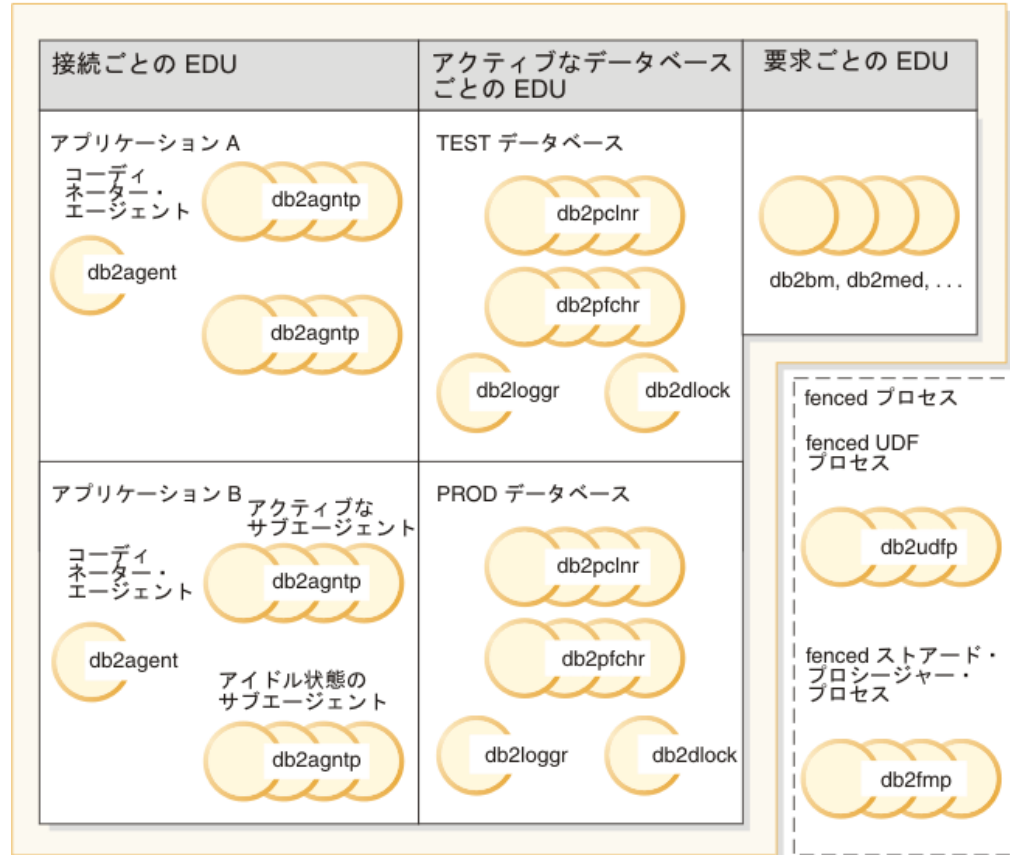 接続ごとの EDU
アクティブなデータベース
ごとの EDU
要求ごとの EDU
アプリケーション A
コーディ
ネーター・
エージェント
db2agent
db2agntp
db2agntp
TEST データベース
db2pclnr
db2pfchr
db2loggr
db2dlock
db2bm, db2med, . . .
アプリケーション B
コーディ
ネーター・
エージェント
db2agent
アクティブな
サブエージェント
db2agntp
アイドル状態の
サブエージェント
db2agntp
PROD データベース
db2pclnr
db2pfchr
db2loggr
db2dlock
fenced プロセス
fenced UDF
プロセス
db2udfp
fenced ストアード・
プロシージャー・
プロセス
db2fmp